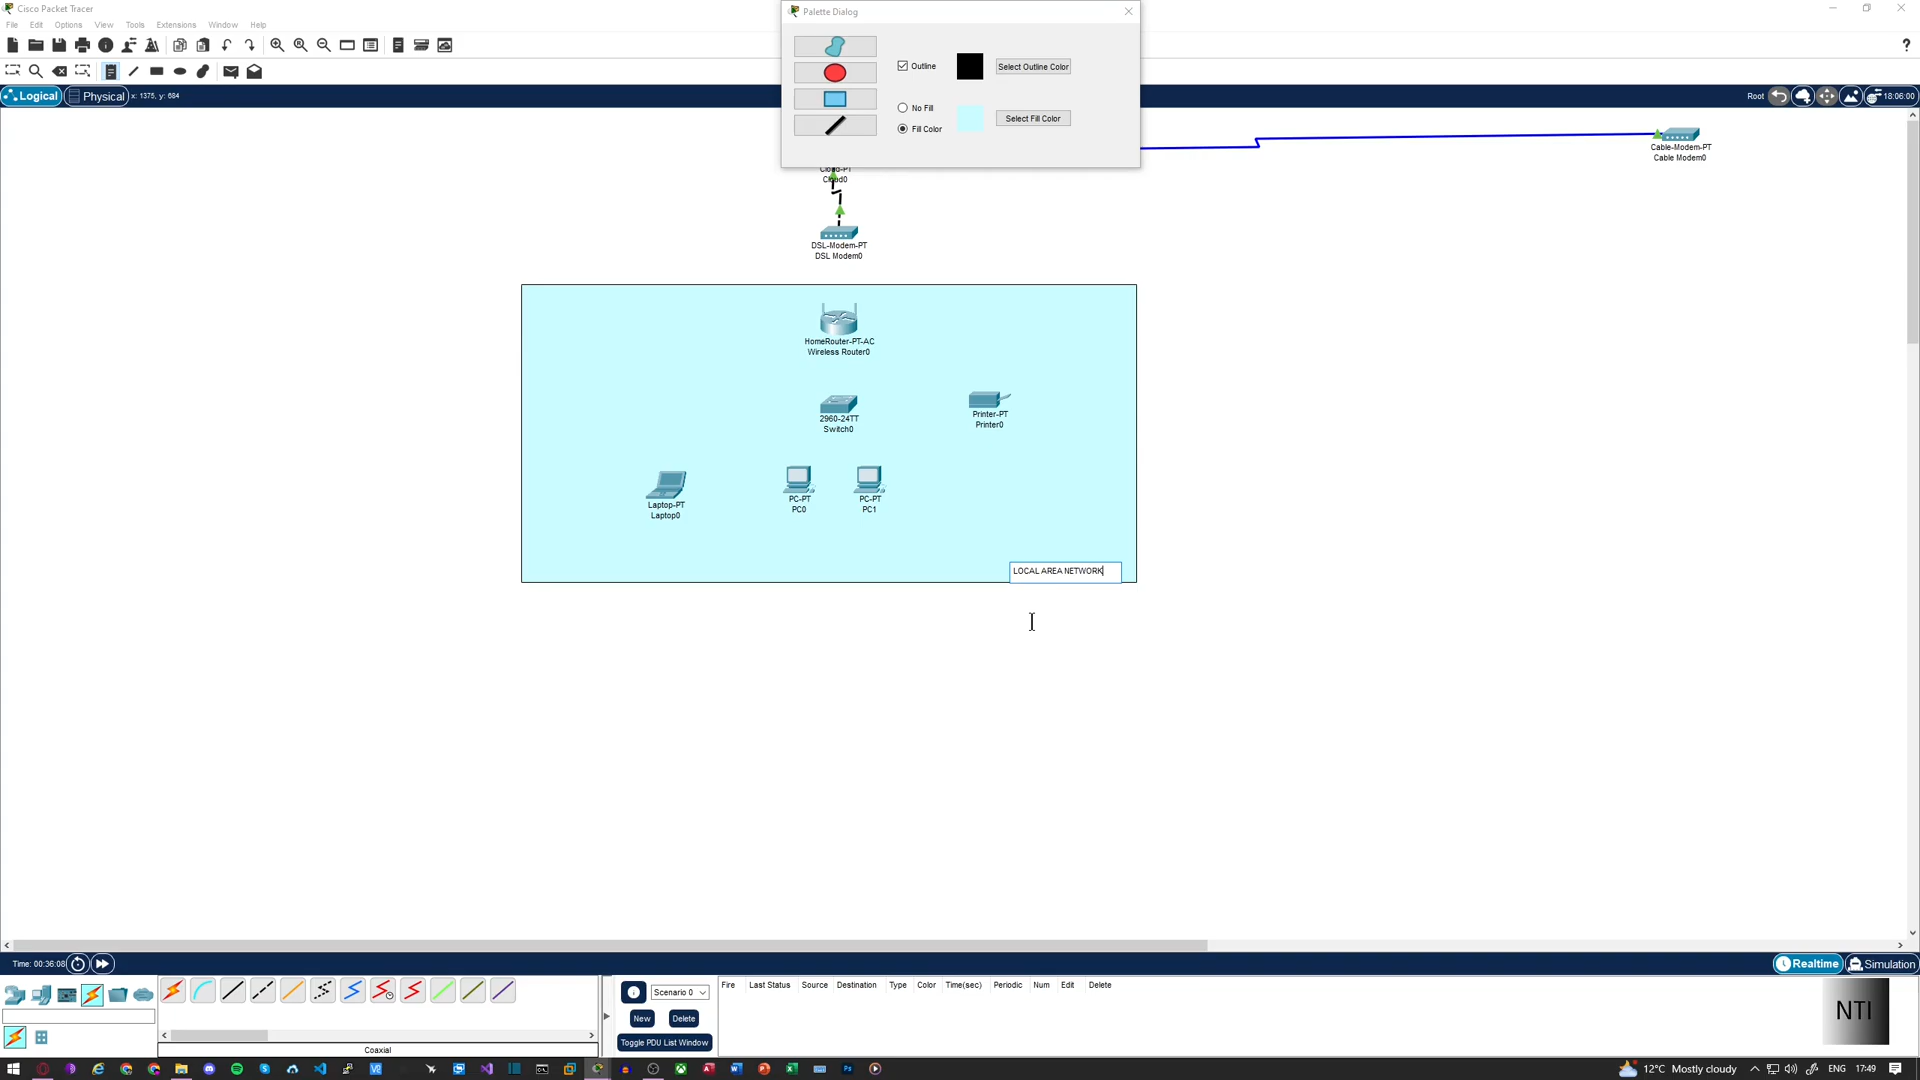 Cisco Packet Tracer
File Edit Options View Tools Extensions Window Help
Palette Dialog
Outline
Select Outline Color
No Fill
Fill Color
Select Fill Color
Logical
Physical
x: 1375, y: 684
Root
18:06:00
Cable-Modem-PT
Cable Modem0
Cloud-PT
Cloud0
DSL-Modem-PT
DSL Modem0
HomeRouter-PT-AC
Wireless Router0
2960-24TT
Switch0
Printer-PT
Printer0
Laptop-PT
Laptop0
PC-PT
PC0
PC-PT
PC1
LOCAL AREA NETWORK
Time: 00:36:08
Realtime
Simulation
Scenario 0
New
Delete
Toggle PDU List Window
Fire Last Status Source Destination Type Color Time(sec) Periodic Num Edit Delete
NTI
Coaxial
12°C Mostly cloudy
ENG
17:49